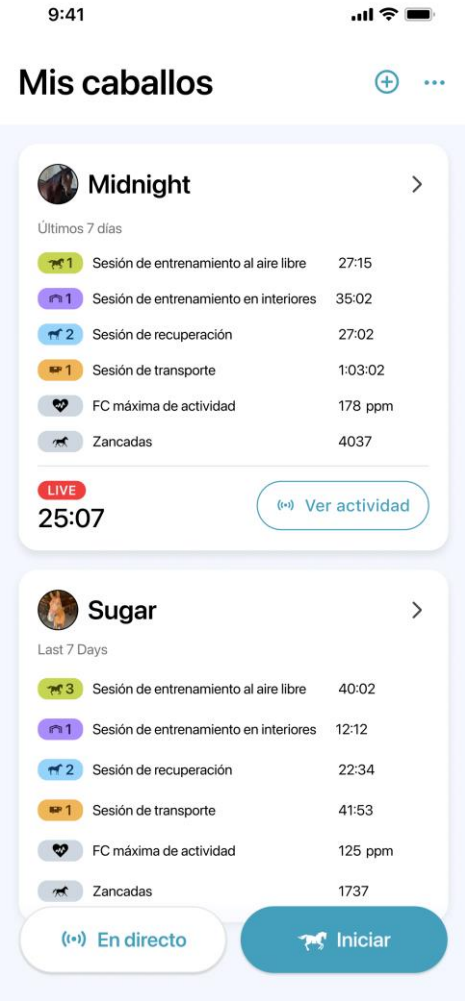 9:41
Mis caballos
Midnight
Últimos 7 días
1 Sesión de entrenamiento al aire libre 27:15
1 Sesión de entrenamiento en interiores 35:02
2 Sesión de recuperación 27:02
1 Sesión de transporte 1:03:02
FC máxima de actividad 178 ppm
Zancadas 4037
LIVE
25:07 Ver actividad
Sugar
Last 7 Days
3 Sesión de entrenamiento al aire libre 40:02
1 Sesión de entrenamiento en interiores 12:12
2 Sesión de recuperación 22:34
1 Sesión de transporte 41:53
FC máxima de actividad 125 ppm
Zancadas 1737
En directo Iniciar